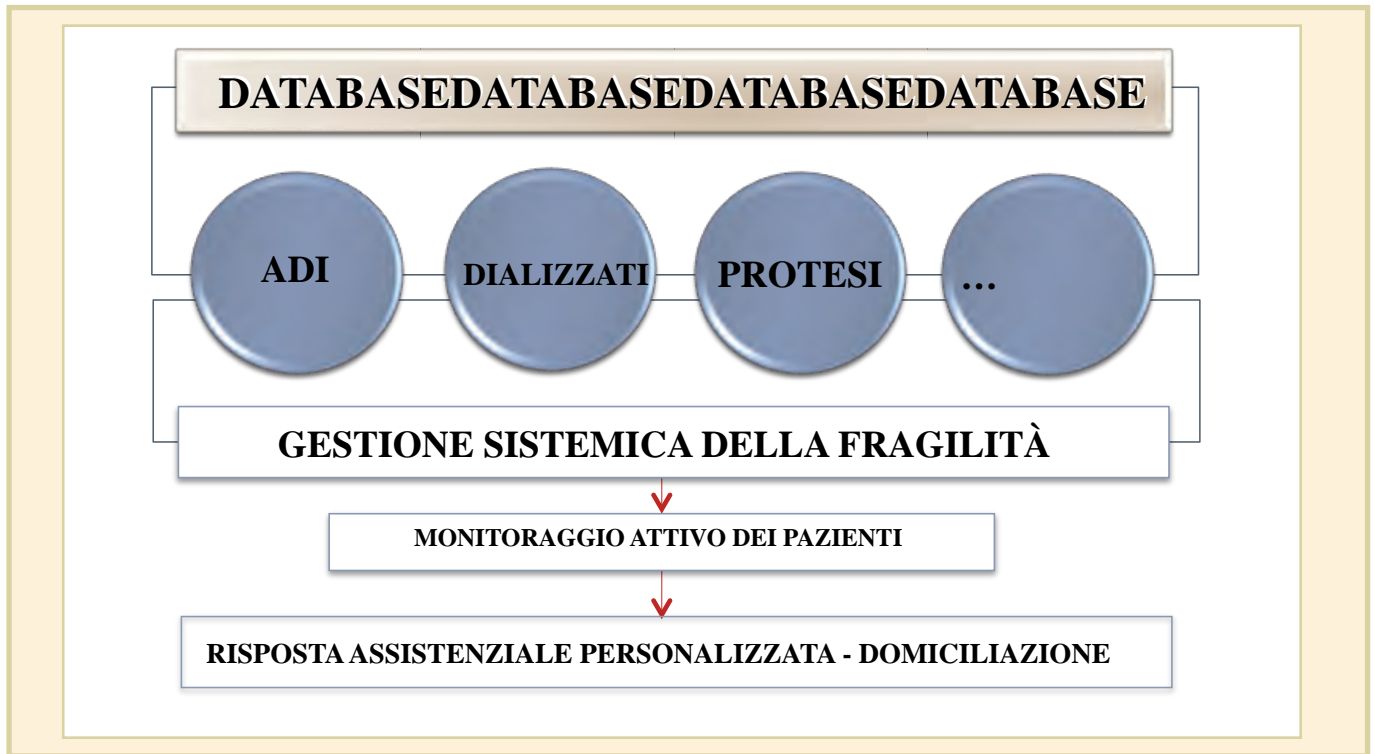 DATABASEDATABASEDATABASEDATABASE
ADI
DIALIZZATI
PROTESI
…
GESTIONE SISTEMICA DELLA FRAGILITÀ
MONITORAGGIO ATTIVO DEI PAZIENTI
RISPOSTA ASSISTENZIALE PERSONALIZZATA - DOMICILIAZIONE